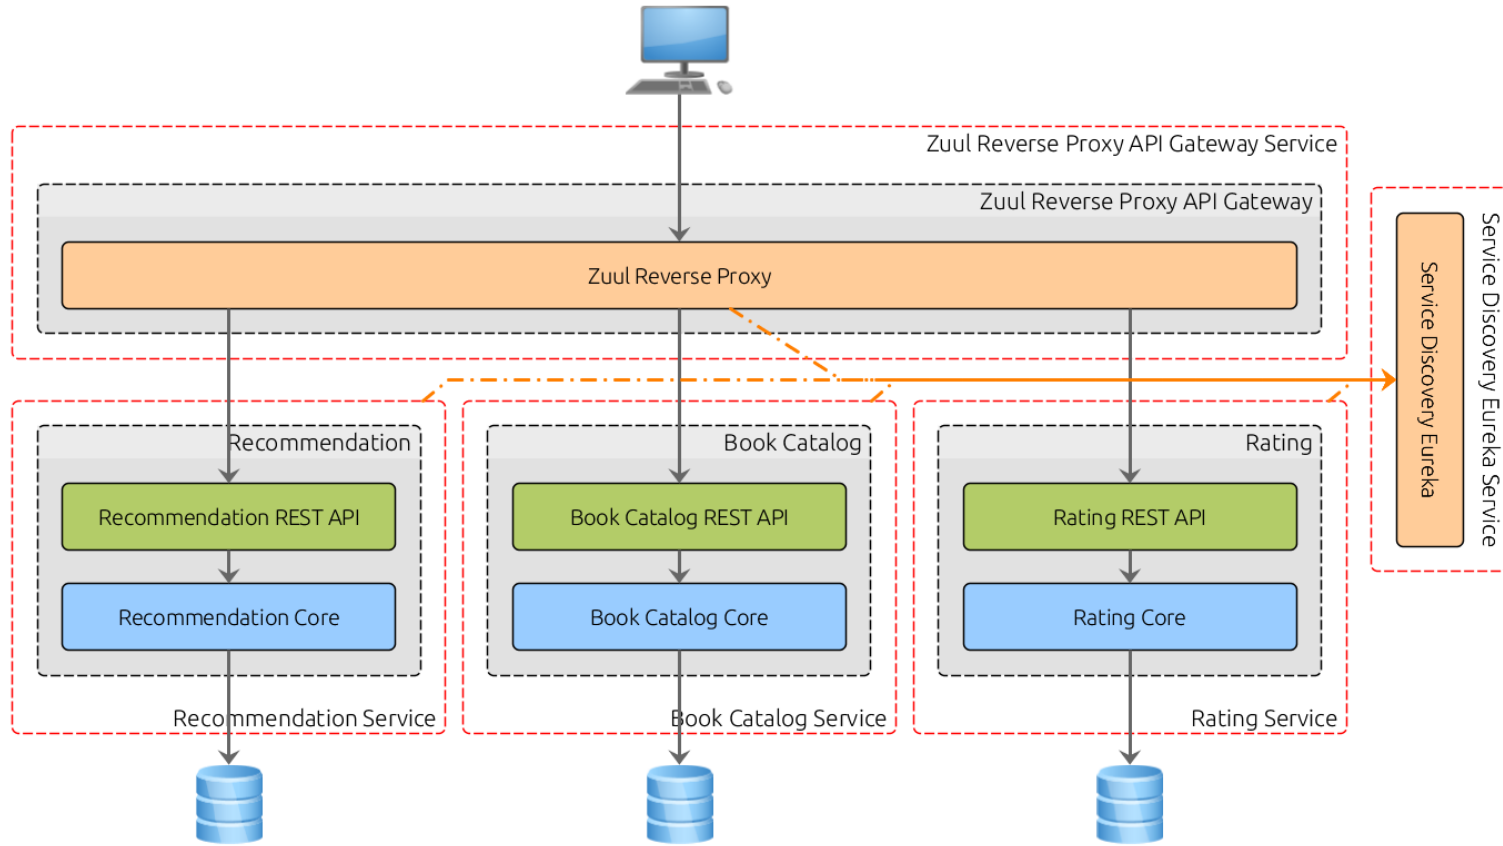 Zuul Reverse Proxy API Gateway Service
Zuul Reverse Proxy API Gateway
Zuul Reverse Proxy
Service Discovery Eureka
Service Discovery Eureka Service
Recommendation
Book Catalog
Rating
Recommendation REST API
Book Catalog REST API
Rating REST API
Recommendation Core
Book Catalog Core
Rating Core
Recommendation Service
Book Catalog Service
Rating Service